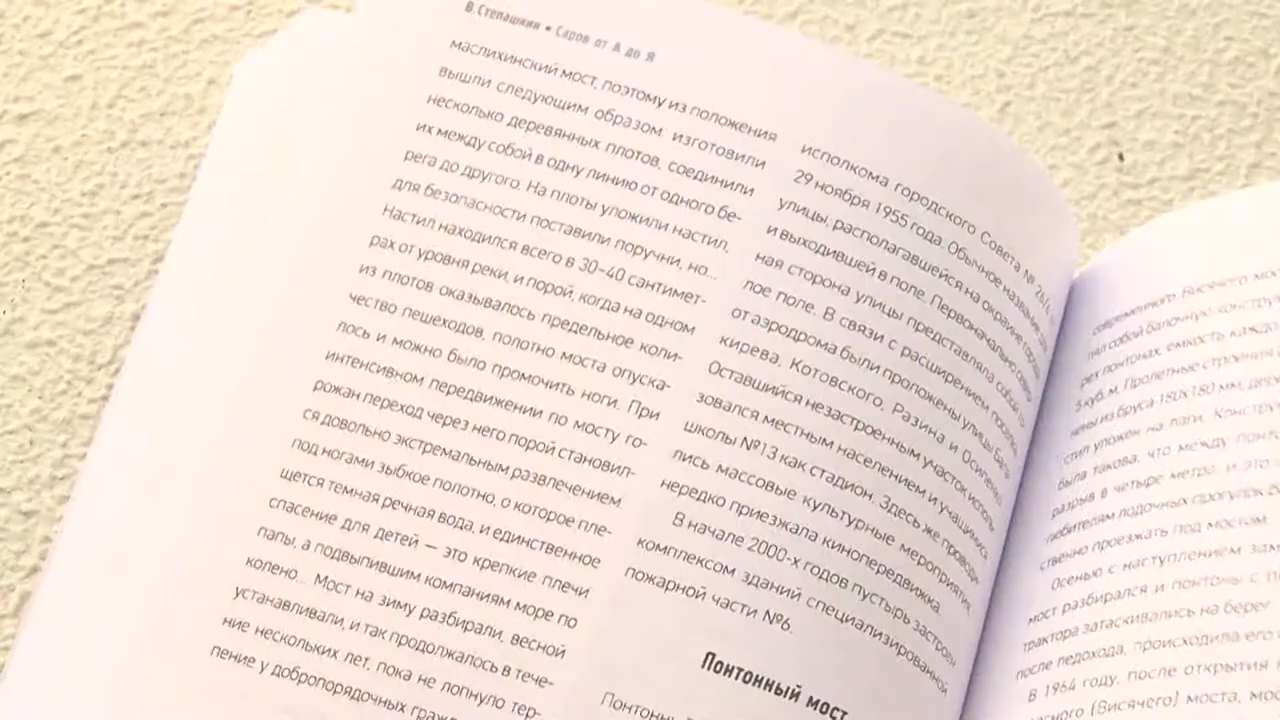 В.Степашкин • Саров от А до Я
маслихинский мост, поэтому из положения
вышли следующим образом: изготовили
несколько деревянных плотов, соединили
их между собой в одну линию от одного бе-
рега до другого. На плоты уложили настил,
для безопасности поставили поручни, но...
Настил находился всего в 30–40 сантимет-
рах от уровня реки, и порой, когда на одном
из плотов оказывалось предельное коли-
чество пешеходов, полотно моста опуска-
лось и можно было промочить ноги. При
интенсивном передвижении по мосту го-
рожан переход через него порой становил-
ся довольно экстремальным развлечением:
под ногами зыбкое полотно, о которое пле-
щется темная речная вода, и единственное
спасение для детей — это крепкие плечи
папы, а подвыпившим компаниям море по
колено... Мост на зиму разбирали, весной
устанавливали, и так продолжалось в тече-
ние нескольких лет, пока не лопнуло тер-
пение у добропорядочных
исполкома городского Совета №
29 ноября 1955 года. Обычное название
улицы, располагавшейся на окраине
и выходившей в поле. Первоначально
ная сторона улицы представляла собой
лое поле. В связи с расширением
от аэродрома были проложены улицы
кирева, Котовского, Разина и Осипенко.
Оставшийся незастроенным участок исполь-
зовался местным населением и учащимися
школы №13 как стадион. Здесь же проводи-
лись массовые культурные мероприятия,
нередко приезжала кинопередвижка.
В начале 2000-х годов пустырь застроен
комплексом зданий специализированной
пожарной части №6.
Понтонный мост
современного Висячего
собой балочную
понтонах, емкость
5 куб. м. Пролетные строения
из бруса 180х180 мм,
стил уложен на лаги.
была такова, что между
разрыв в четыре метра, и это
любителям лодочных прогулок
ственно проезжать под мостом.
Осенью с наступлением
мост разбирался и понтоны с
трактора затаскивались на берег
после ледохода, происходила его
В 1964 году, после открытия
(Висячего) моста,